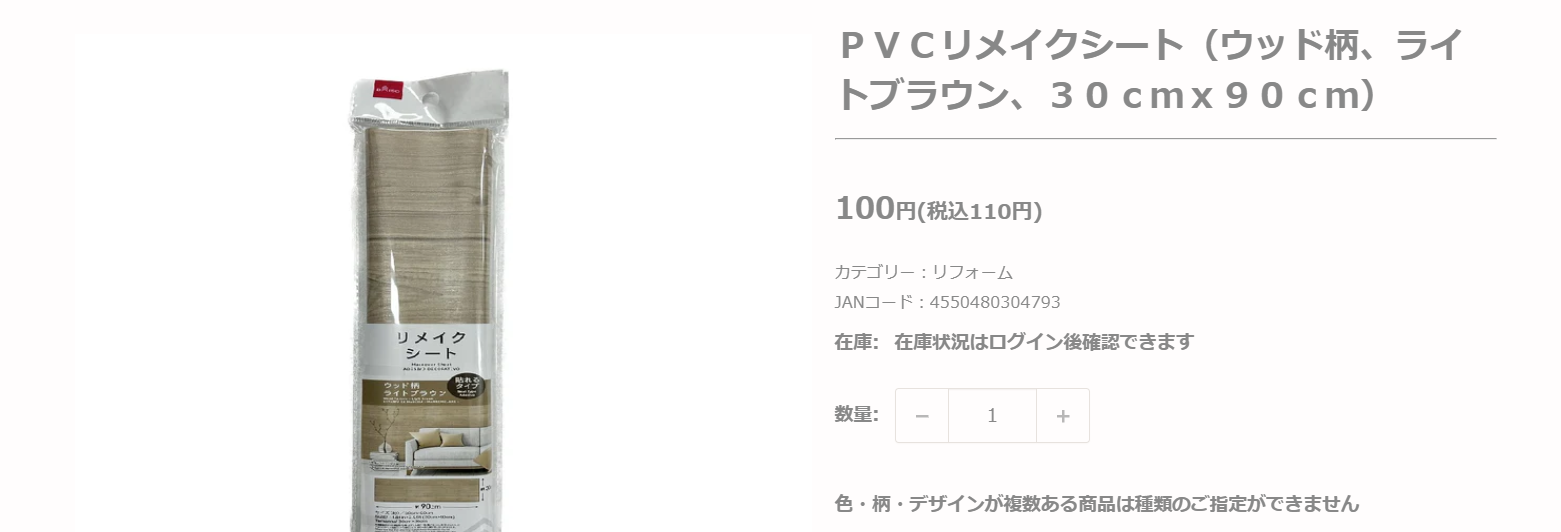 ＰＶＣリメイクシート（ウッド柄、ライ
トブラウン、３０ｃｍｘ９０ｃｍ）
100円(税込110円)
カテゴリー：リフォーム
JANコード：4550480304793
在庫: 在庫状況はログイン後確認できます
数量: − 1 +
色・柄・デザインが複数ある商品は種類のご指定ができません
DAISO
リメイク
シート
貼れる
タイプ
ウッド柄
ライトブラウン
90cm